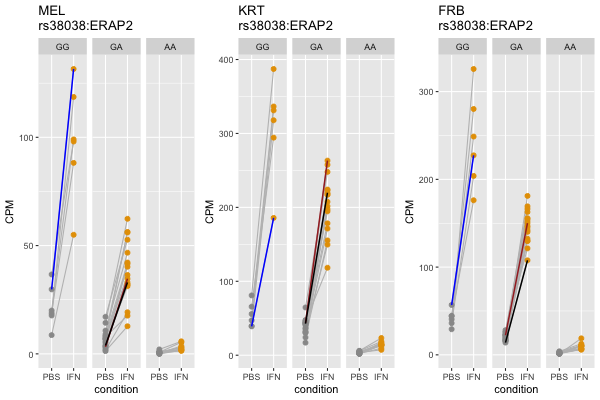 MEL
rs38038:ERAP2
GG GA AA
100
50
0
CPM
PBS IFN PBS IFN PBS IFN
condition
KRT
rs38038:ERAP2
GG GA AA
400
300
200
100
0
CPM
PBS IFN PBS IFN PBS IFN
condition
FRB
rs38038:ERAP2
GG GA AA
300
200
100
0
CPM
PBS IFN PBS IFN PBS IFN
condition